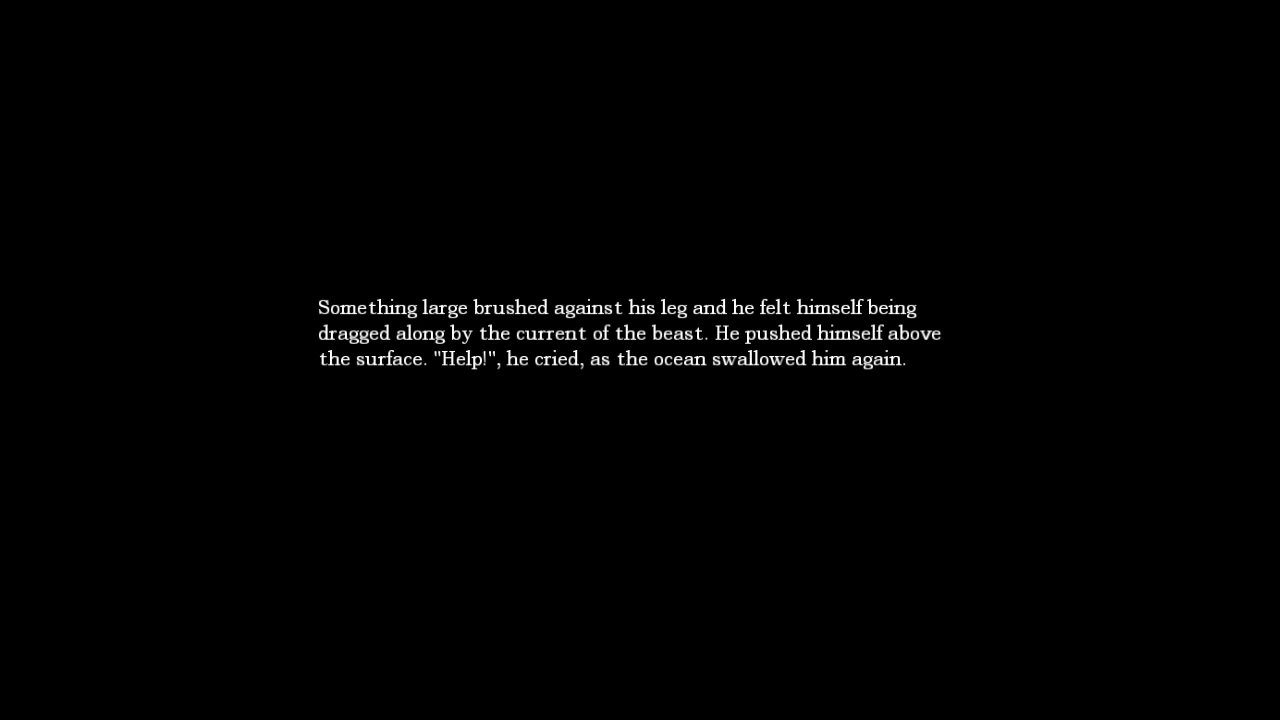 Something large brushed against his leg and he felt himself being
dragged along by the current of the beast. He pushed himself above
the surface. "Help!", he cried, as the ocean swallowed him again.